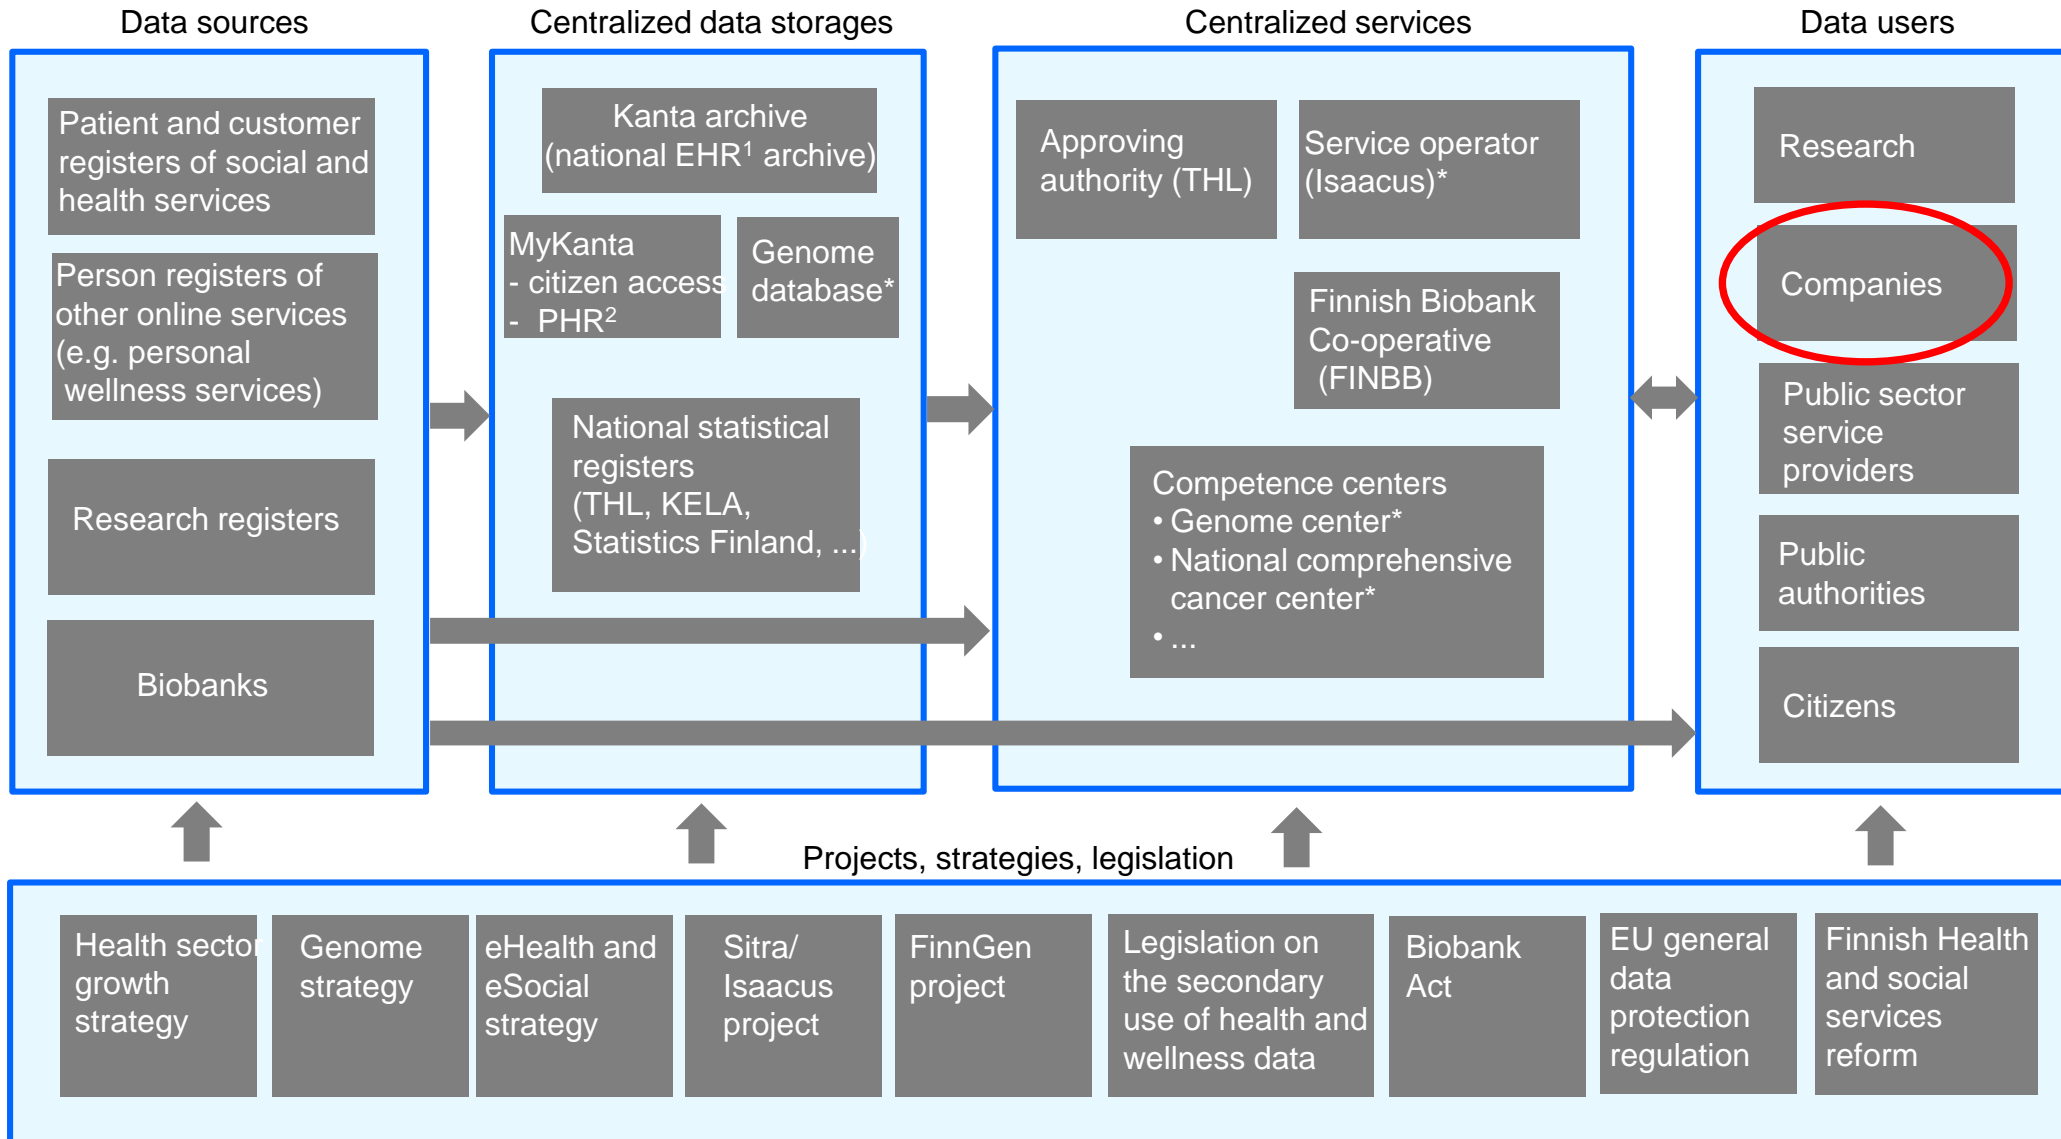 Data sources
Patient and customer
registers of social and
health services
Person registers of
other online services
(e.g. personal
wellness services)
Research registers
Biobanks
Centralized data storages
Kanta archive
(national EHR¹ archive)
MyKanta
- citizen access
- PHR²
Genome
database*
National statistical
registers
(THL, KELA,
Statistics Finland, ...)
Centralized services
Approving
authority (THL)
Service operator
(Isaacus)*
Finnish Biobank
Co-operative
(FINBB)
Competence centers
• Genome center*
• National comprehensive
cancer center*
• ...
Data users
Research
Companies
Public sector
service
providers
Public
authorities
Citizens
Projects, strategies, legislation
Health sector
growth
strategy
Genome
strategy
eHealth and
eSocial
strategy
Sitra/
Isaacus
project
FinnGen
project
Legislation on
the secondary
use of health and
wellness data
Biobank
Act
EU general
data
protection
regulation
Finnish Health
and social
services
reform